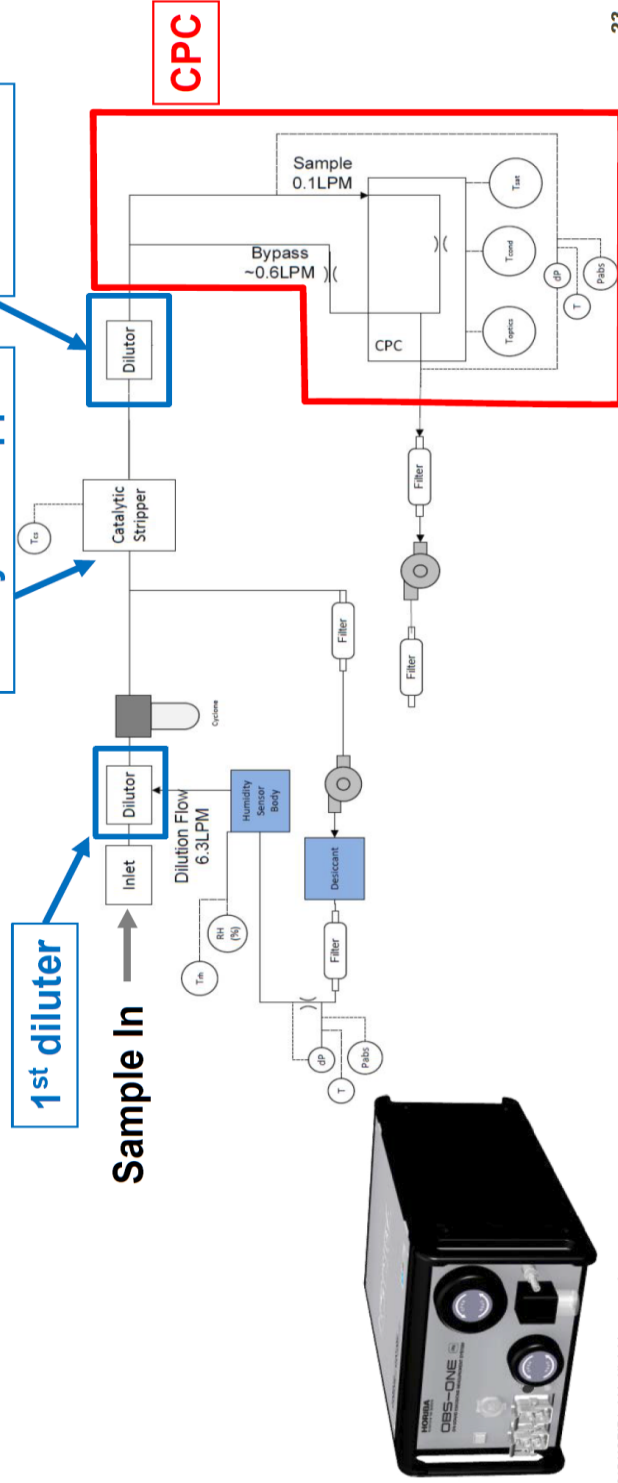 1st diluter
CPC
Sample In
Inlet
Dilutor
Cyclone
Tcs
Catalytic
Stripper
Dilutor
Sample
0.1LPM
Bypass
~0.6LPM
CPC
Toptics
Tcond
Tsat
dP
T
Pabs
Dilution Flow
6.3LPM
Humidity
Sensor
Body
Trh
RH
(%)
dP
T
Pabs
Filter
Desiccant
Filter
Filter
Filter
HORIBA
OBS-ONE